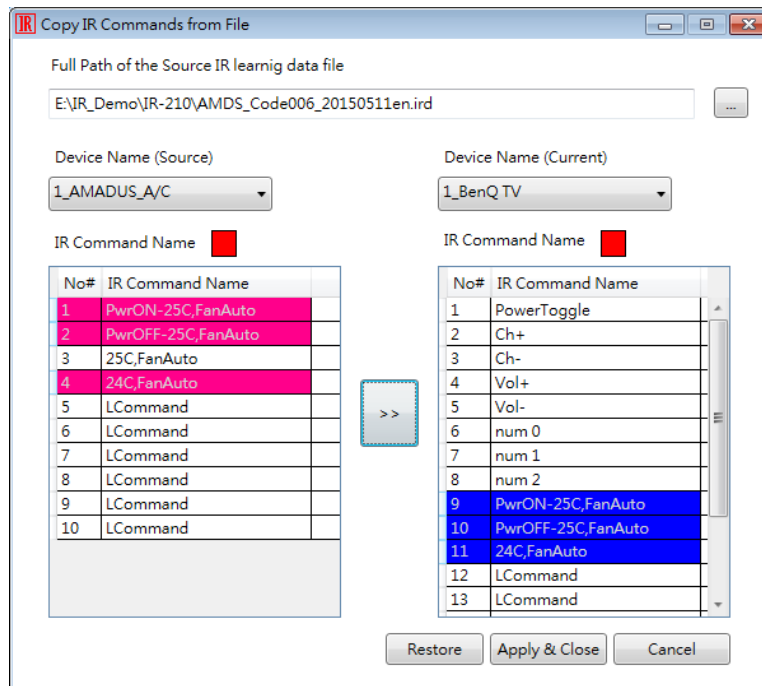 IR Copy IR Commands from File
Full Path of the Source IR learnig data file
E:\IR_Demo\IR-210\AMDS_Code006_20150511en.ird
...
Device Name (Source)
1_AMADUS_A/C
IR Command Name
No# IR Command Name
1 PwrON-25C,FanAuto
2 PwrOFF-25C,FanAuto
3 25C,FanAuto
4 24C,FanAuto
5 LCommand
6 LCommand
7 LCommand
8 LCommand
9 LCommand
10 LCommand
>>
Device Name (Current)
1_BenQ TV
IR Command Name
No# IR Command Name
1 PowerToggle
2 Ch+
3 Ch-
4 Vol+
5 Vol-
6 num 0
7 num 1
8 num 2
9 PwrON-25C,FanAuto
10 PwrOFF-25C,FanAuto
11 24C,FanAuto
12 LCommand
13 LCommand
Restore Apply & Close Cancel